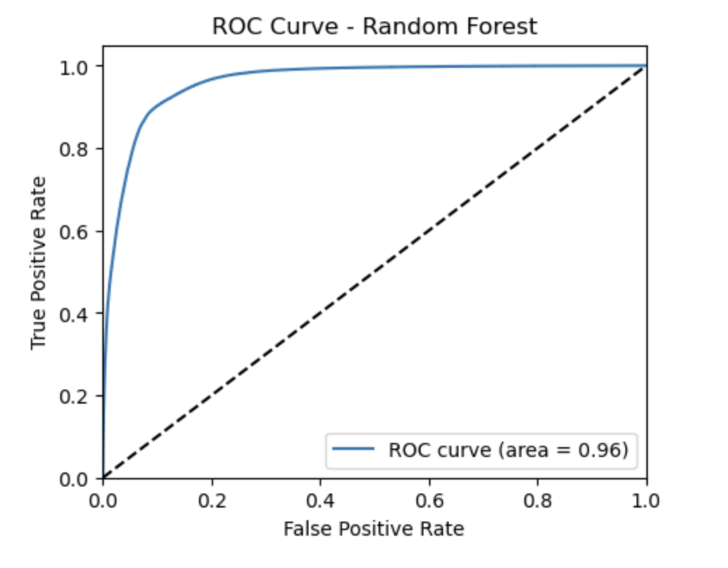 ROC Curve - Random Forest
1.0
0.8
0.6
0.4
0.2
0.0
True Positive Rate
ROC curve (area = 0.96)
0.0 0.2 0.4 0.6 0.8 1.0
False Positive Rate